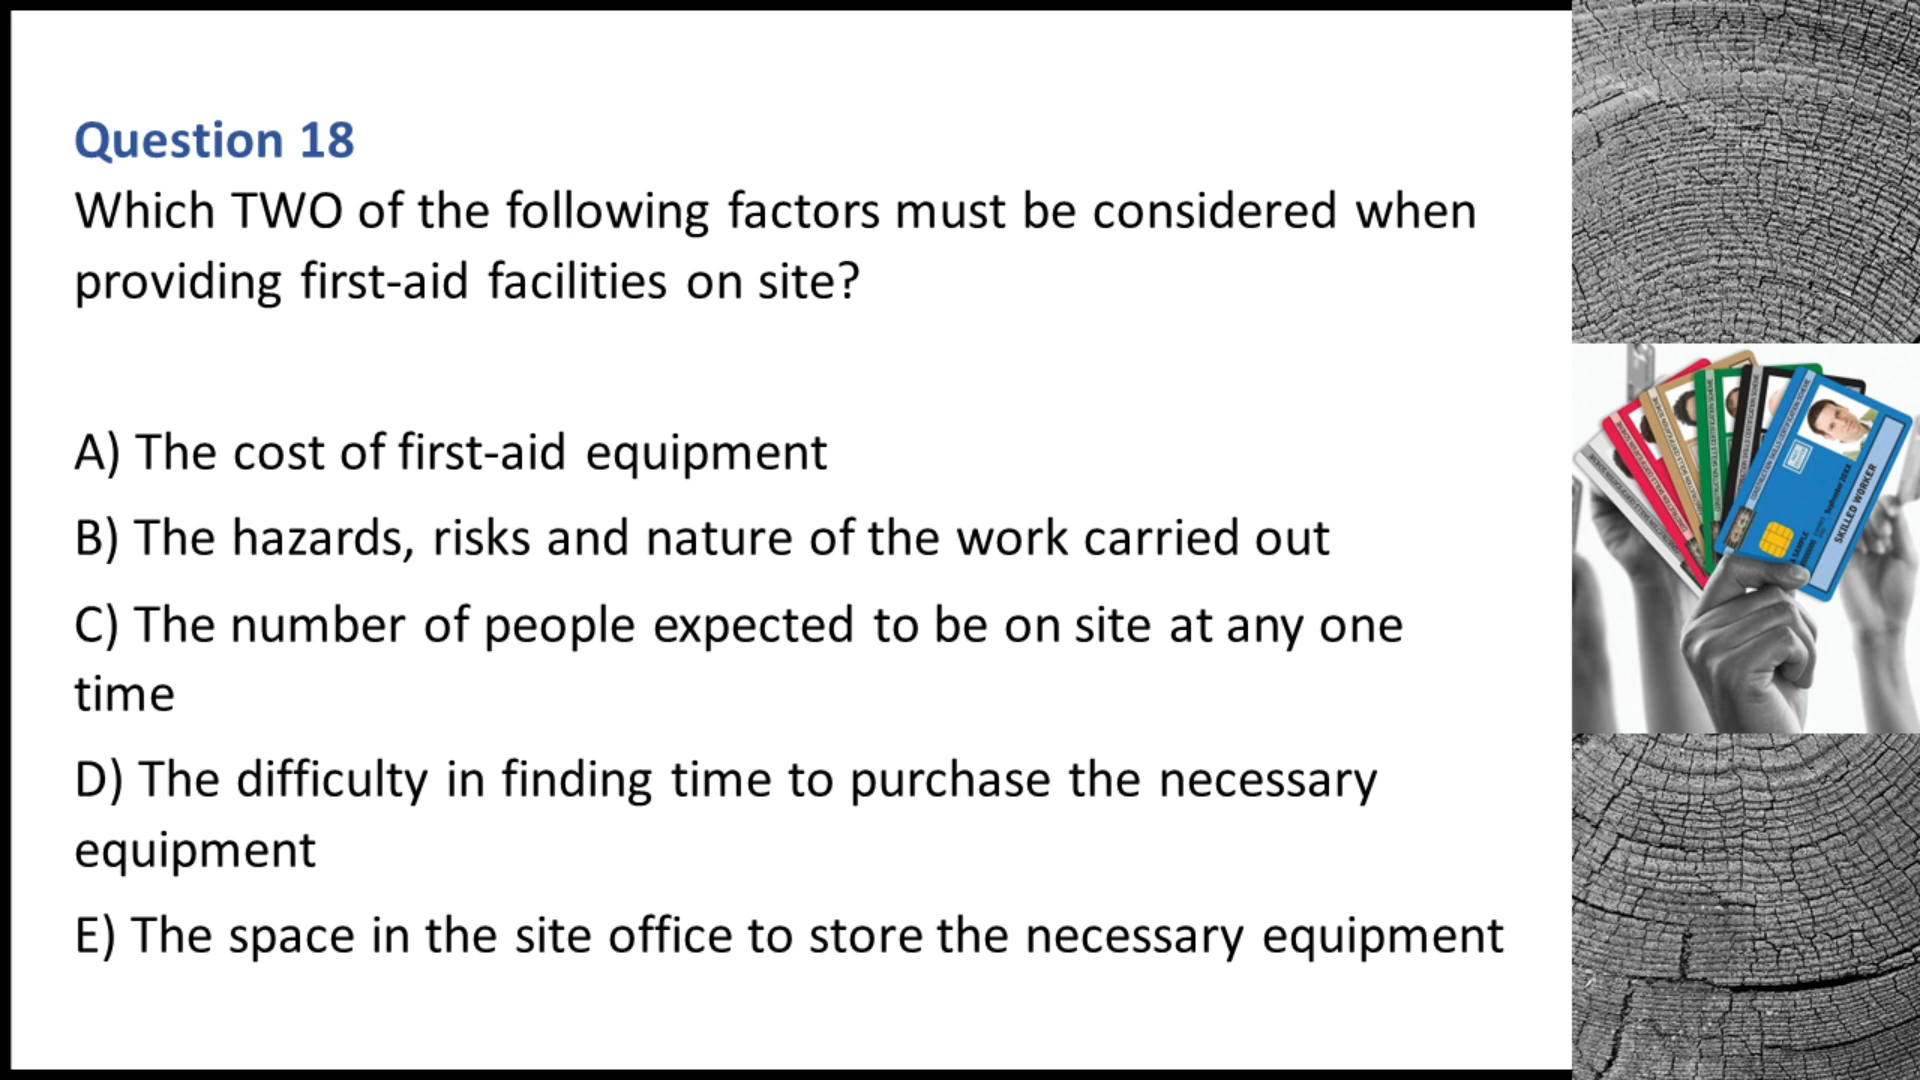 Question 18
Which TWO of the following factors must be considered when
providing first-aid facilities on site?
A) The cost of first-aid equipment
B) The hazards, risks and nature of the work carried out
C) The number of people expected to be on site at any one
time
D) The difficulty in finding time to purchase the necessary
equipment
E) The space in the site office to store the necessary equipment
SKILLED WORKER